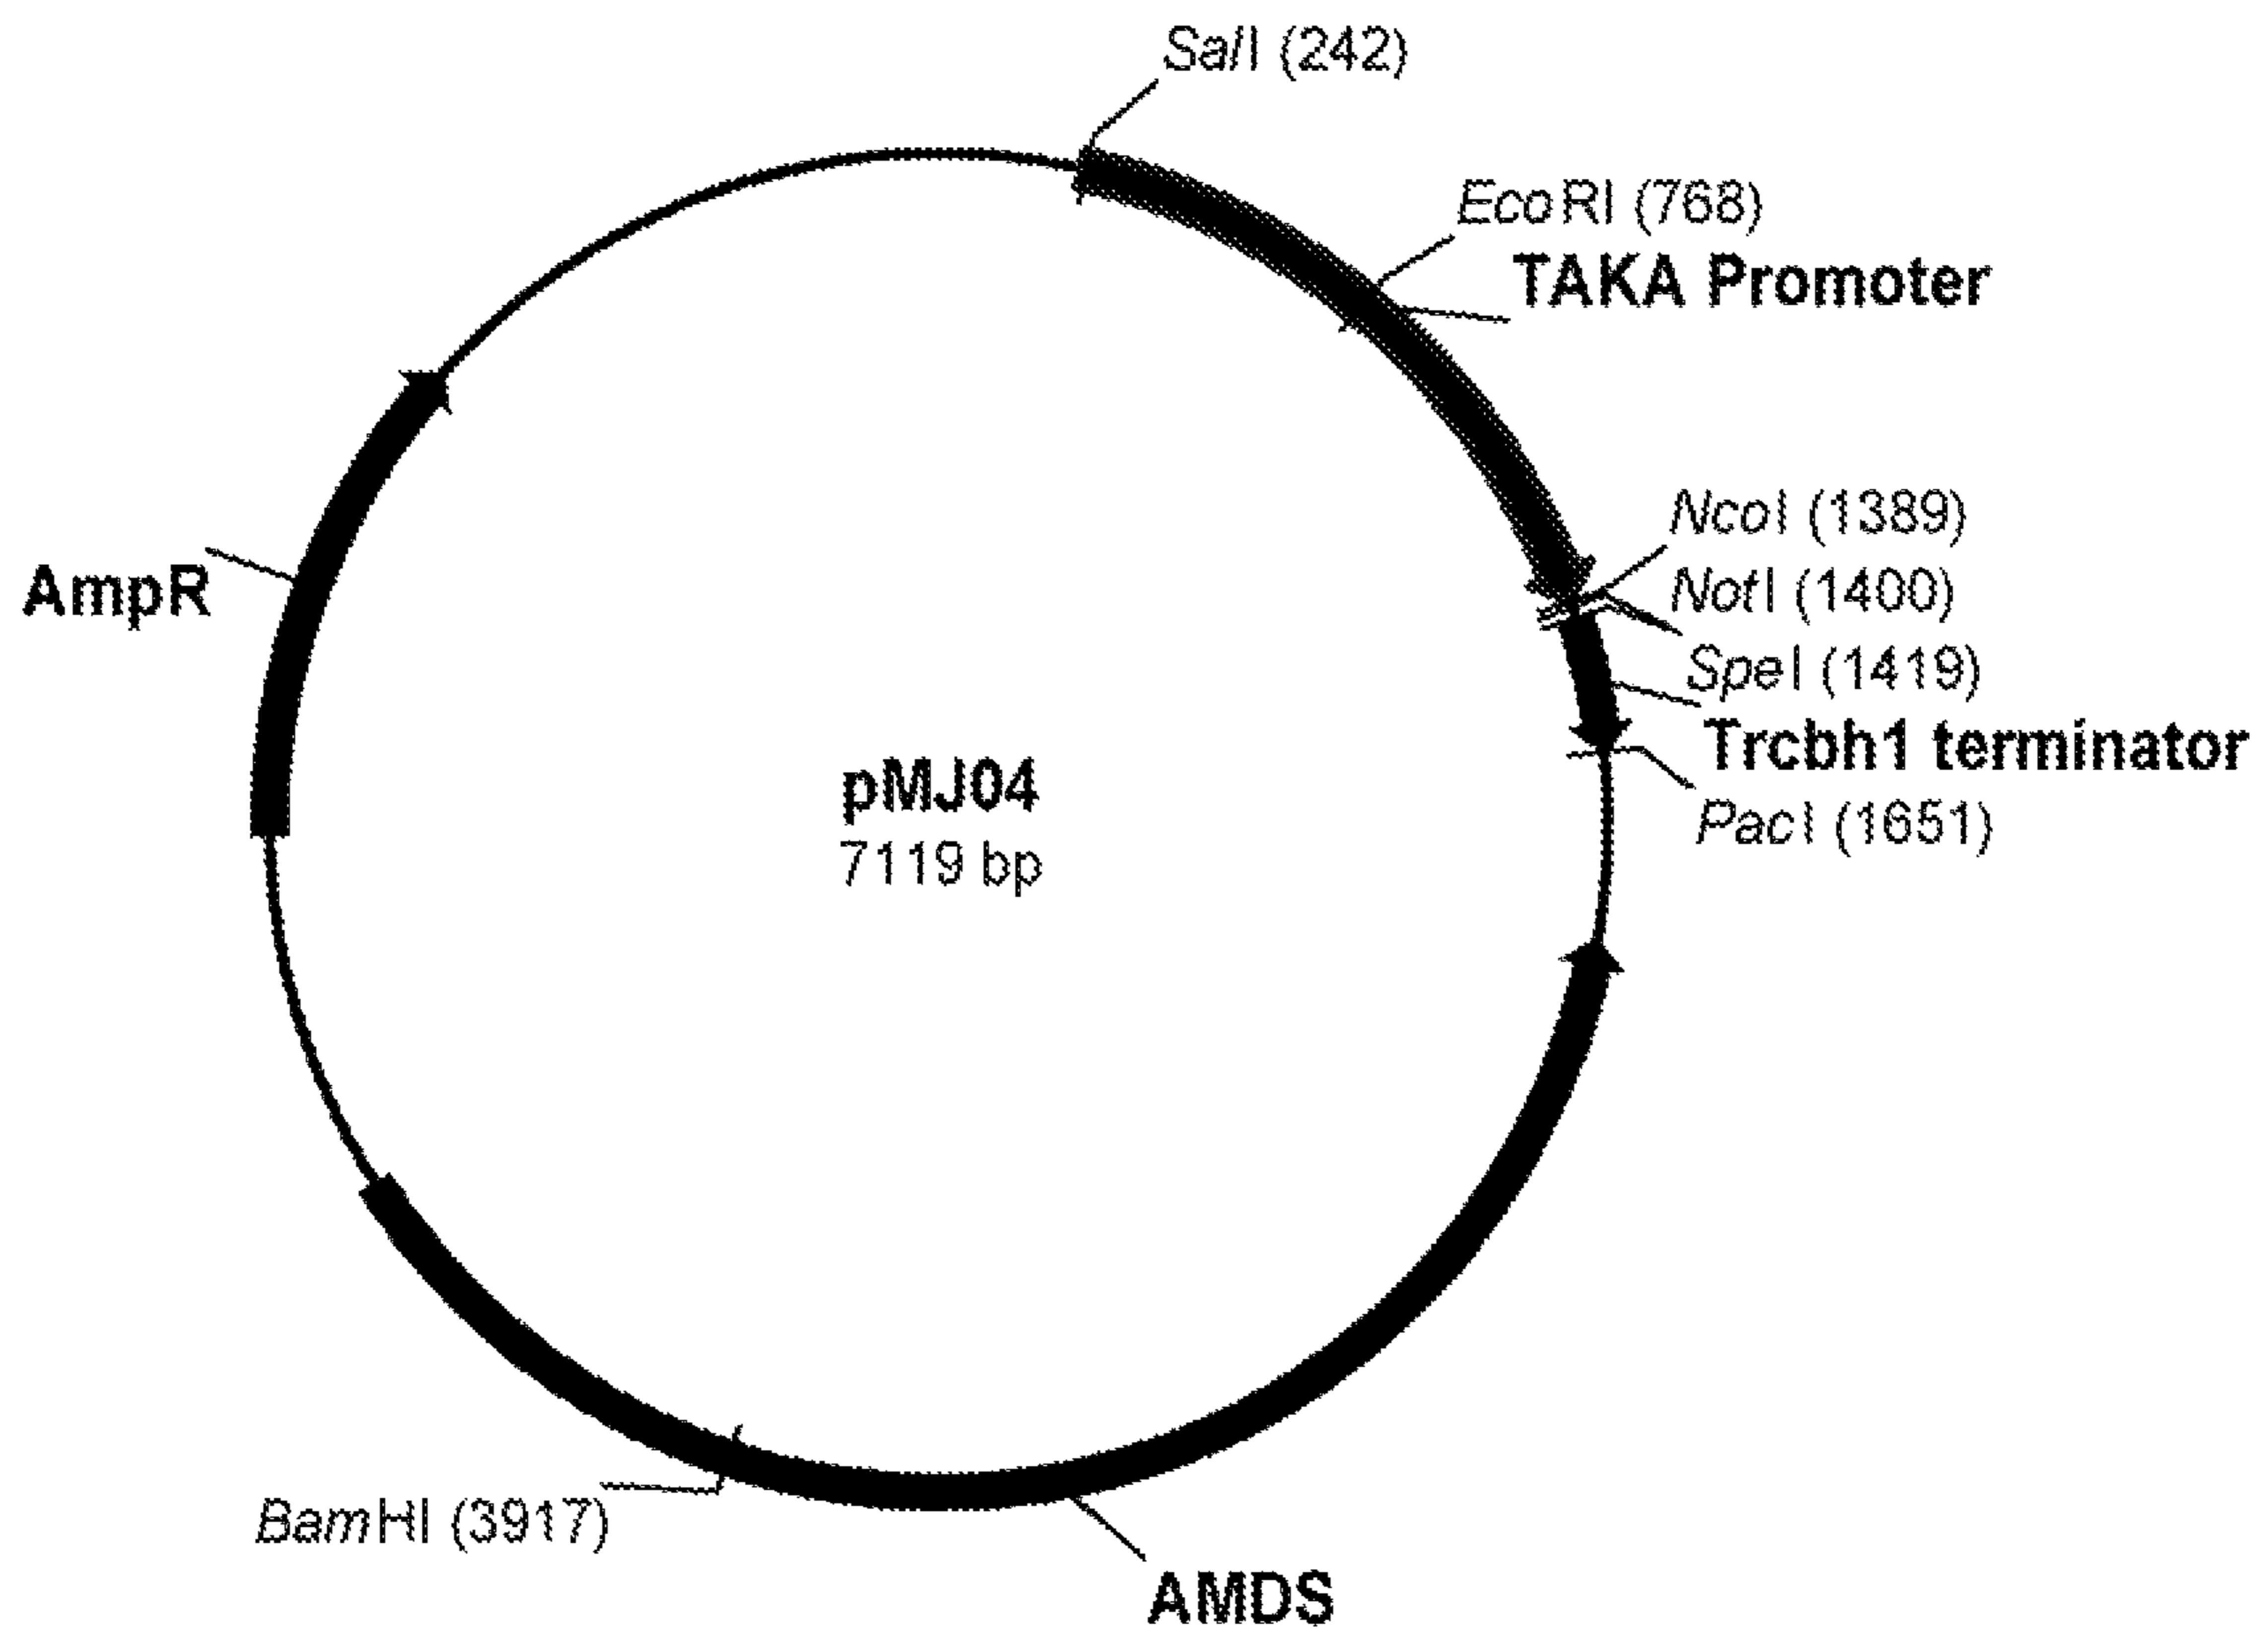 SalI (242)
EcoRI (768)
TAKA Promoter
NcoI (1389)
NotI (1400)
SpeI (1419)
Trcbh1 terminator
PacI (1651)
AmpR
pMJ04
7119 bp
BamHI (3917)
AMDS